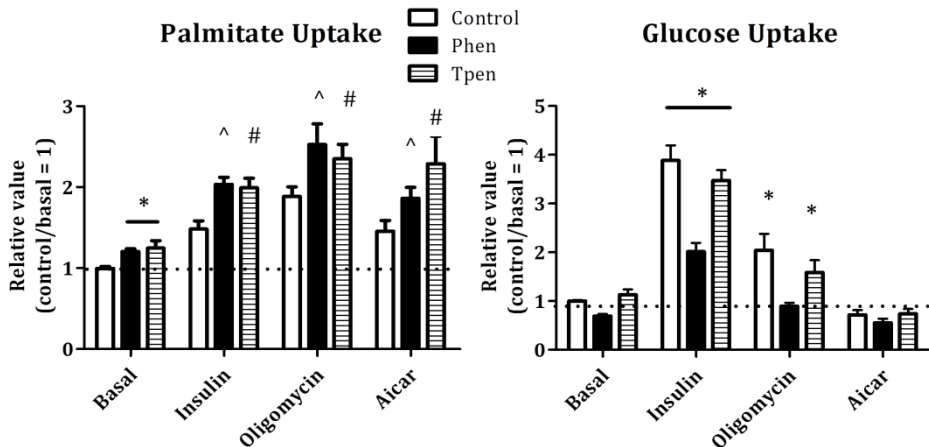 Control
Phen
Tpen
Palmitate Uptake
Relative value
(control/basal = 1)
3
2
1
0
*
^
#
^
#
^
#
Basal
Insulin
Oligomycin
Aicar
Glucose Uptake
Relative value
(control/basal = 1)
5
4
3
2
1
0
*
*
*
Basal
Insulin
Oligomycin
Aicar